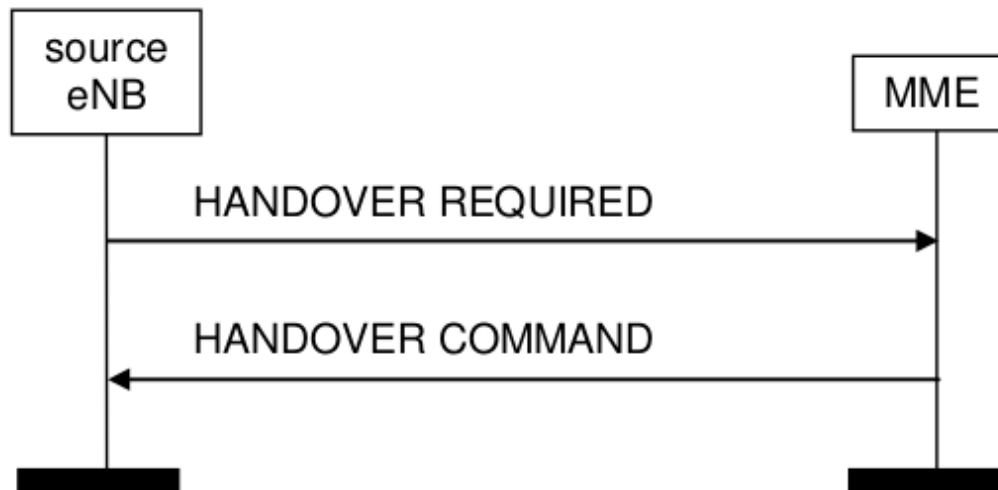 source
eNB
MME
HANDOVER REQUIRED
HANDOVER COMMAND